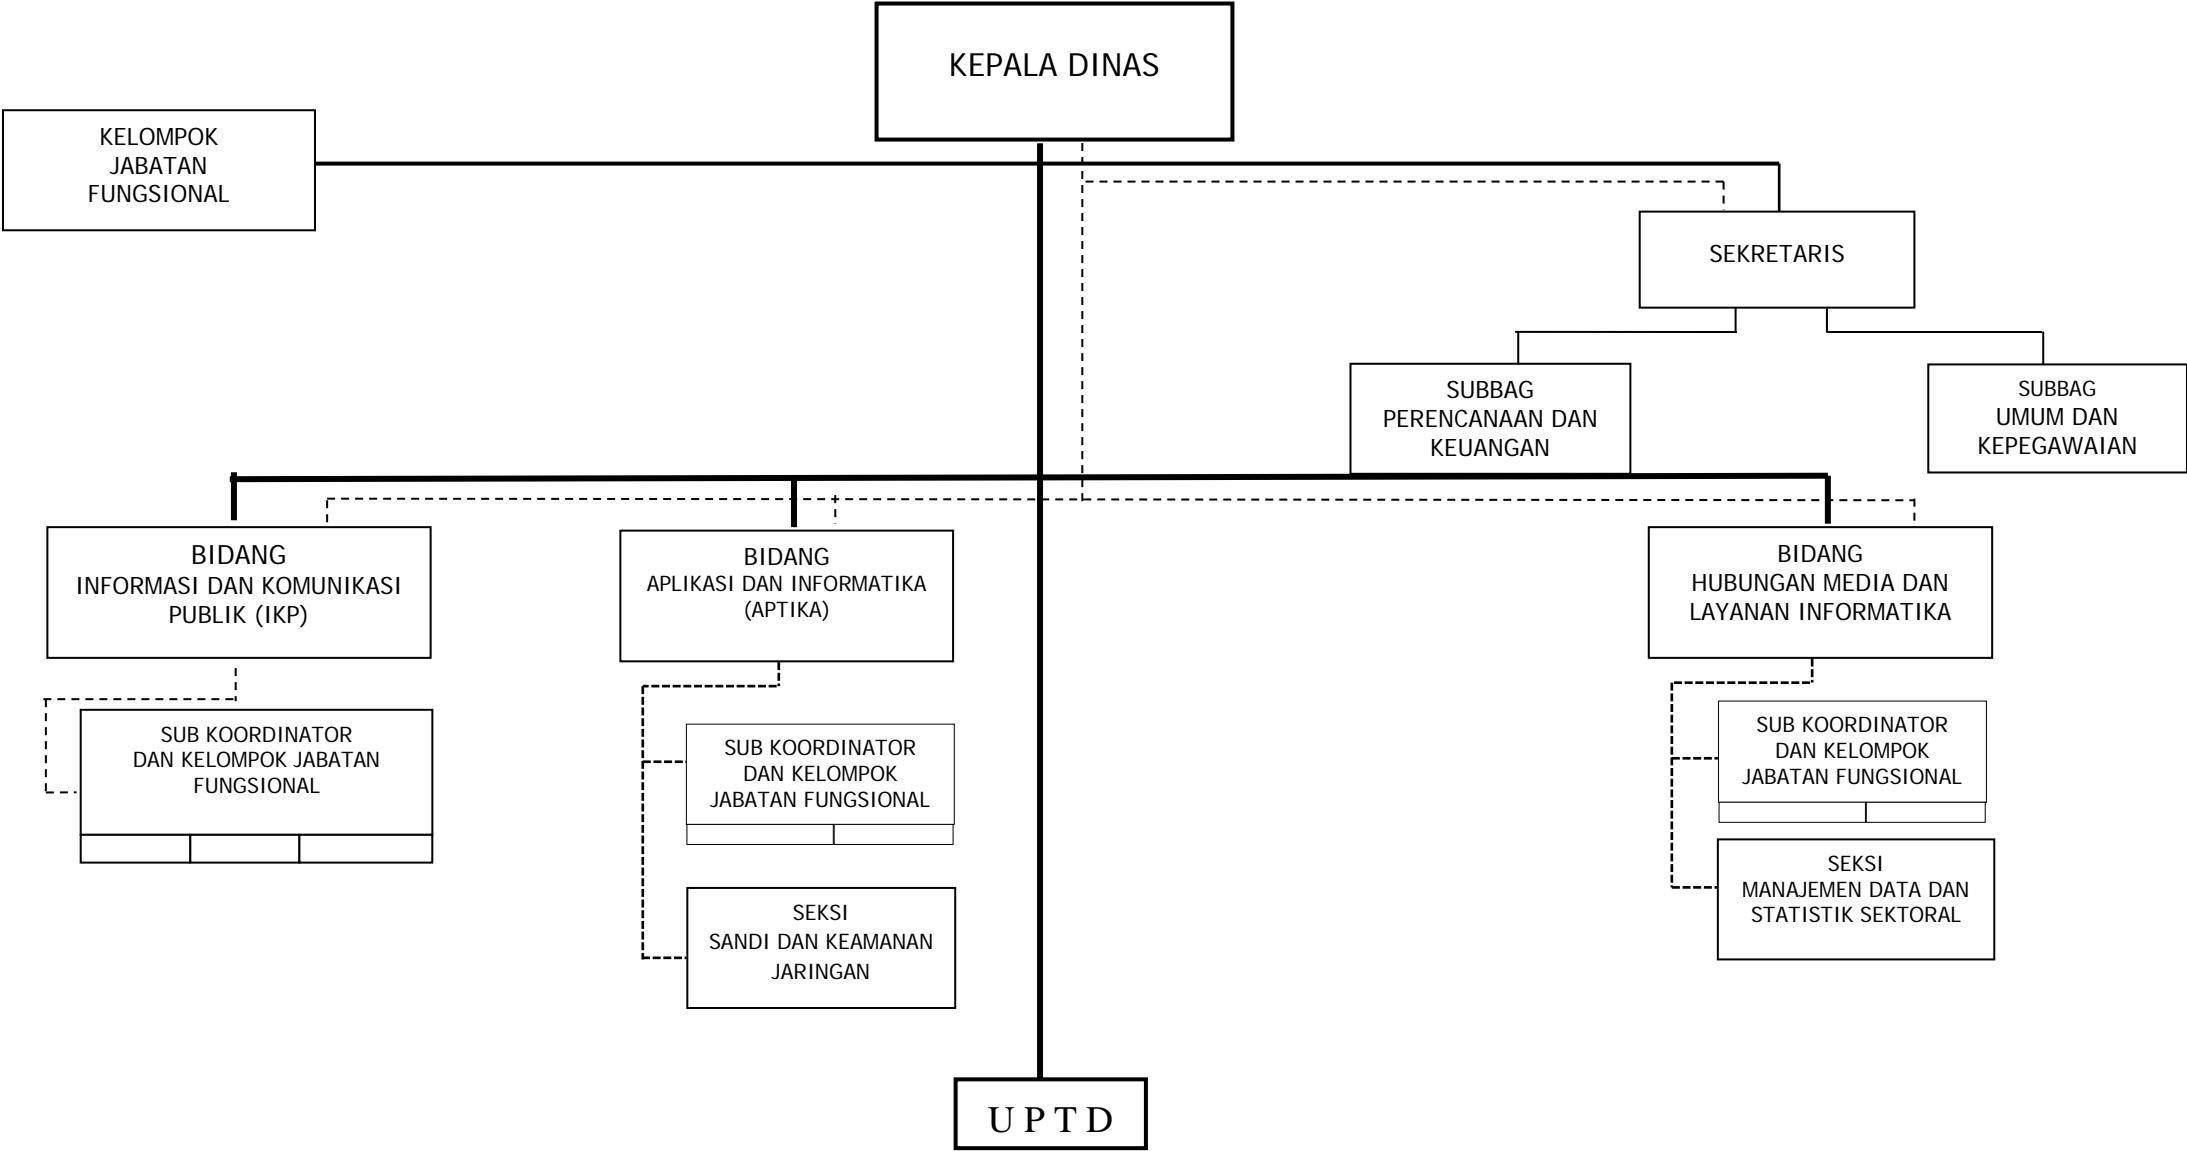 KEPALA DINAS
KELOMPOK
JABATAN
FUNGSIONAL
SEKRETARIS
SUBBAG
PERENCANAAN DAN
KEUANGAN
SUBBAG
UMUM DAN
KEPEGAWAIAN
BIDANG
INFORMASI DAN KOMUNIKASI
PUBLIK (IKP)
BIDANG
APLIKASI DAN INFORMATIKA
(APTIKA)
BIDANG
HUBUNGAN MEDIA DAN
LAYANAN INFORMATIKA
SUB KOORDINATOR
DAN KELOMPOK JABATAN
FUNGSIONAL
SUB KOORDINATOR
DAN KELOMPOK
JABATAN FUNGSIONAL
SUB KOORDINATOR
DAN KELOMPOK
JABATAN FUNGSIONAL
SEKSI
SANDI DAN KEAMANAN
JARINGAN
SEKSI
MANAJEMEN DATA DAN
STATISTIK SEKTORAL
U P T D